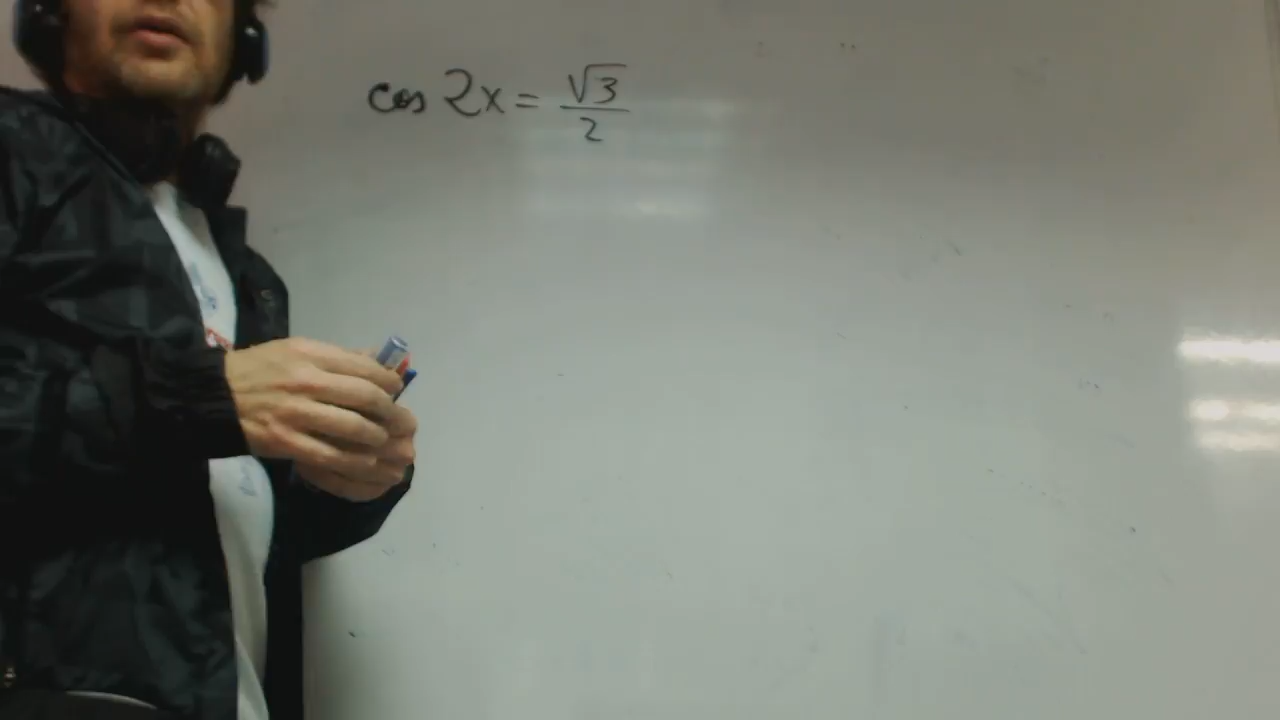 cos 2x = √3/2